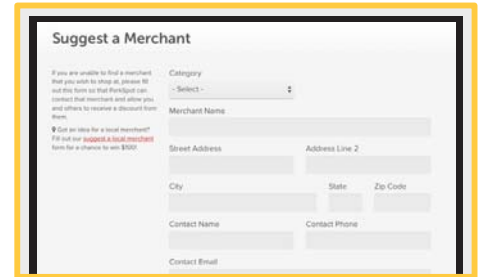 Suggest a Merchant
If you are unable to find a merchant
that you wish to shop at, please fill
out this form so that PerkSpot can
contact that merchant and allow you
and others to receive a discount from
them.
Got an idea for a local merchant?
Fill out our suggest a local merchant
form for a chance to win $100!
Category
- Select -
Merchant Name
Street Address
Address Line 2
City
State
Zip Code
Contact Name
Contact Phone
Contact Email